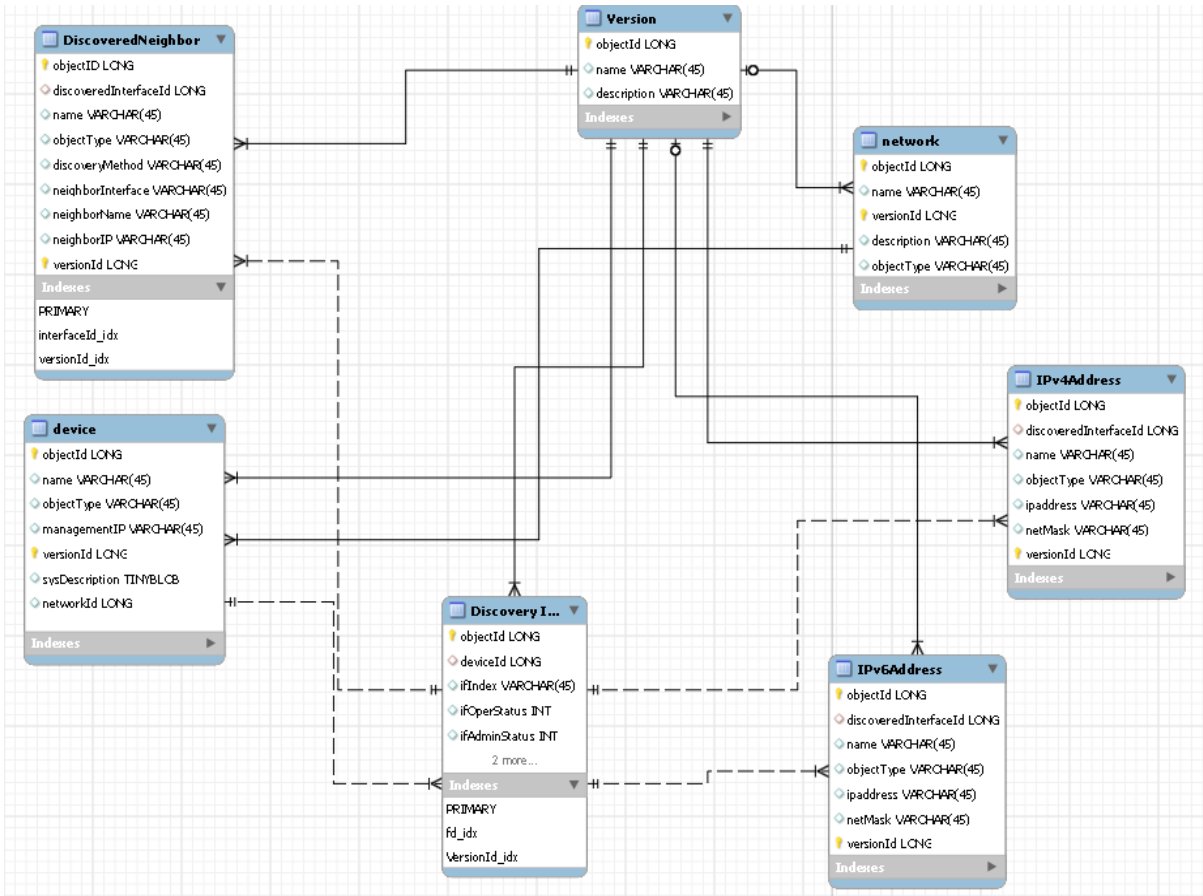 DiscoveredNeighbor
objectID LONG
discoveredInterfaceId LONG
name VARCHAR(45)
objectType VARCHAR(45)
discoveryMethod VARCHAR(45)
neighborInterface VARCHAR(45)
neighborName VARCHAR(45)
neighborIP VARCHAR(45)
versionId LONG
Indexes
PRIMARY
interfaceId_idx
versionId_idx
Version
objectId LONG
name VARCHAR(45)
description VARCHAR(45)
Indexes
network
objectId LONG
name VARCHAR(45)
versionId LONG
description VARCHAR(45)
objectType VARCHAR(45)
Indexes
device
objectId LONG
name VARCHAR(45)
objectType VARCHAR(45)
managementIP VARCHAR(45)
versionId LONG
sysDescription TINYBLOB
networkId LONG
Indexes
IPv4Address
objectId LONG
discoveredInterfaceId LONG
name VARCHAR(45)
objectType VARCHAR(45)
ipaddress VARCHAR(45)
netMask VARCHAR(45)
versionId LONG
Indexes
Discovery I...
objectId LONG
deviceId LONG
ifIndex VARCHAR(45)
ifOperStatus INT
ifAdminStatus INT
2 more...
Indexes
PRIMARY
fd_idx
VersionId_idx
IPv6Address
objectId LONG
discoveredInterfaceId LONG
name VARCHAR(45)
objectType VARCHAR(45)
ipaddress VARCHAR(45)
netMask VARCHAR(45)
versionId LONG
Indexes